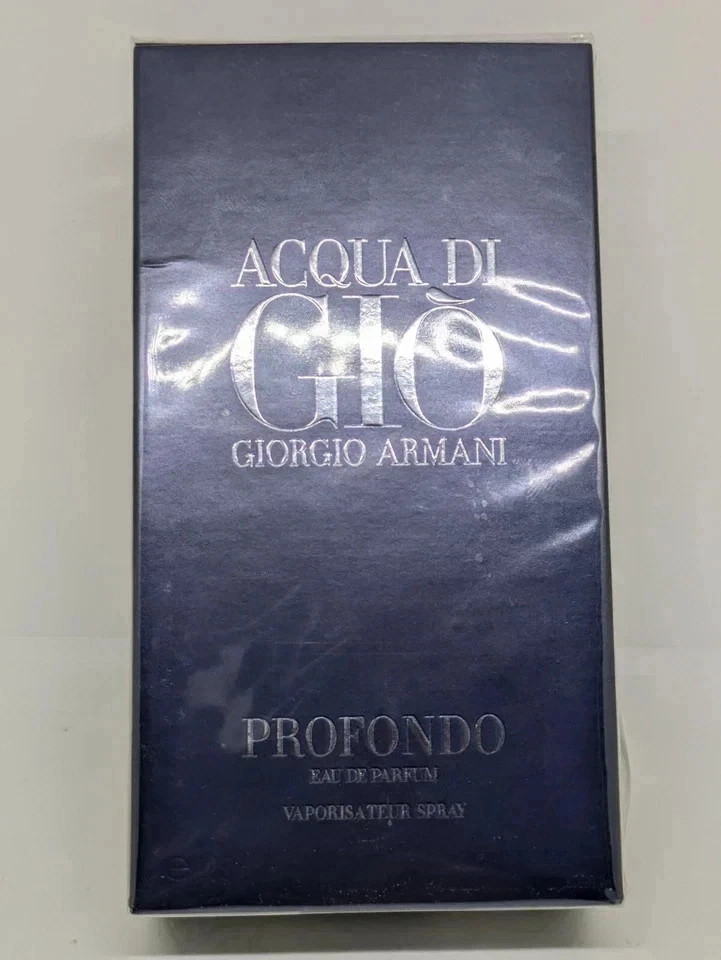 ACQUA DI
GIÒ
GIORGIO ARMANI
PROFONDO
EAU DE PARFUM
VAPORISATEUR SPRAY